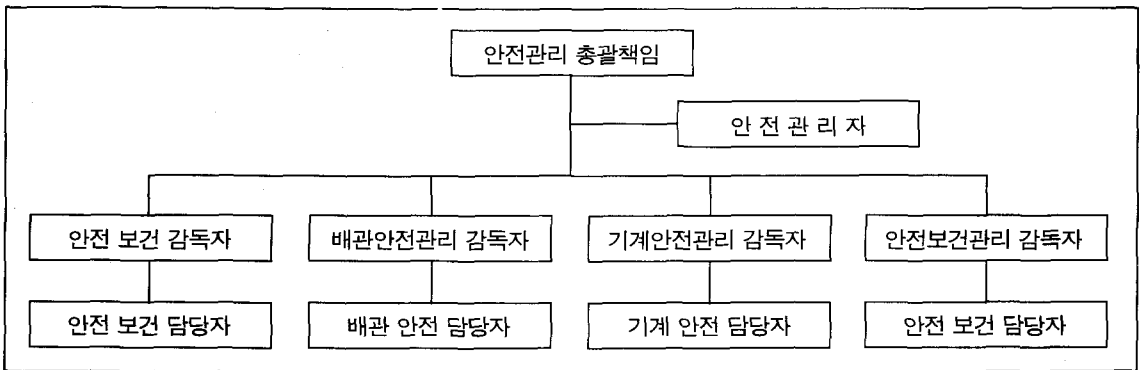 안전관리 총괄책임
안 전 관 리 자
안전 보건 감독자
배관안전관리 감독자
기계안전관리 감독자
안전보건관리 감독자
안전 보건 담당자
배관 안전 담당자
기계 안전 담당자
안전 보건 담당자